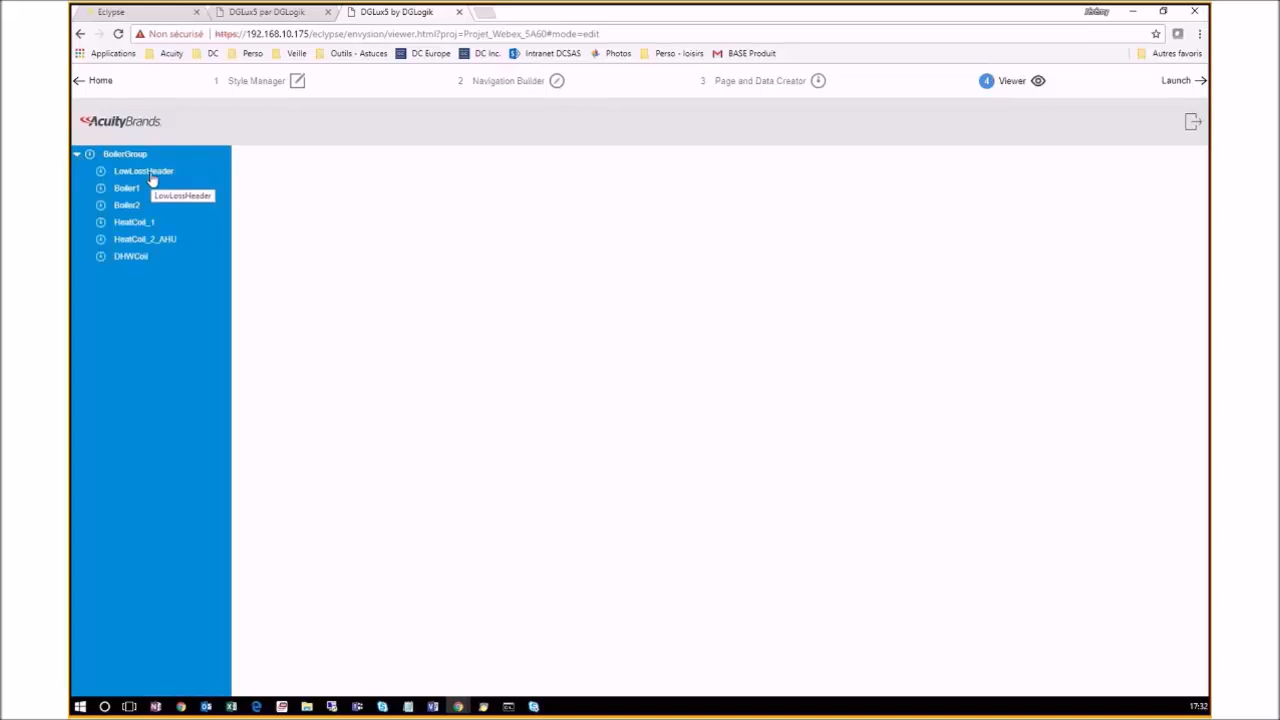 Eclypse DGLux5 par DGLogik DGLux5 by DGLogik Jérémy
Non sécurisé https://192.168.10.175/eclypse/envysion/viewer.html?proj=Projet_Webex_5A60#mode=edit
Applications Acuity DC Perso Veille Outils - Astuces DC Europe DC Inc. Intranet DCSAS Photos Perso - loisirs BASE Produit Autres favoris
Home 1 Style Manager 2 Navigation Builder 3 Page and Data Creator 4 Viewer Launch
AcuityBrands.
BoilerGroup
LowLossHeader
Boiler1
LowLossHeader
Boiler2
HeatCoil_1
HeatCoil_2_AHU
DHWCoil
17:32